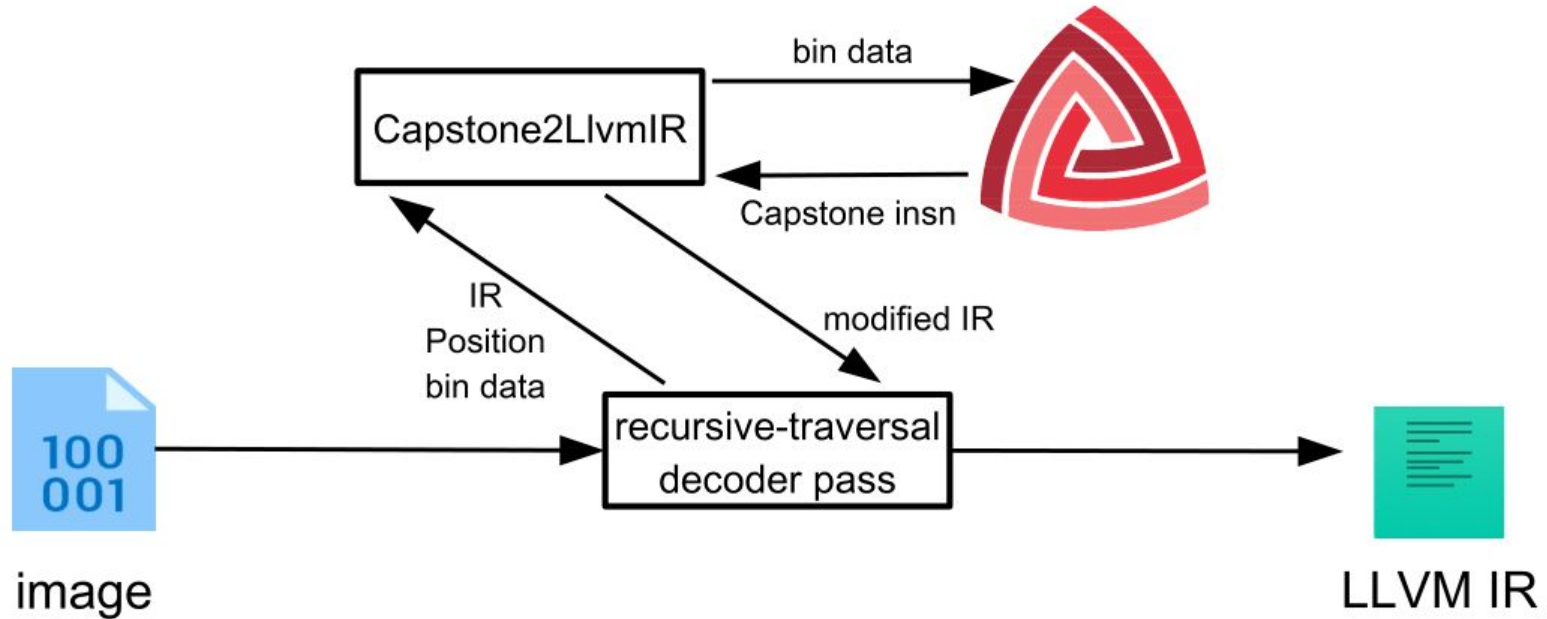 bin data
Capstone2LlvmIR
Capstone insn
IR
Position
bin data
modified IR
recursive-traversal
decoder pass
100
001
image
LLVM IR